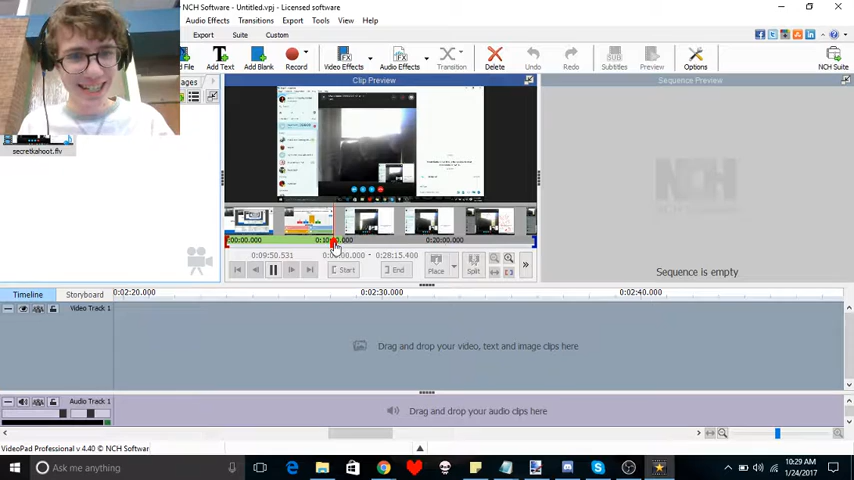 NCH Software - Untitled.vpj - Licensed software
Audio Effects Transitions Export Tools View Help
Export Suite Custom
Add Text Add Blank Record Video Effects Audio Effects Transition Delete Undo Redo Subtitles Preview Options NCH Suite
Clip Preview
Sequence Preview
ages
secretkahoot.flv
NCH
0:00:00.000 0:20:00.000
0:09:50.531 - 0:28:15.400
Start End Place Split
Sequence is empty
Timeline Storyboard 0:02:20.000 0:02:30.000 0:02:40.000
Video Track 1
Drag and drop your video, text and image clips here
Audio Track 1
Drag and drop your audio clips here
VideoPad Professional v 4.40 © NCH Softwar
Ask me anything
10:29 AM
1/24/2017